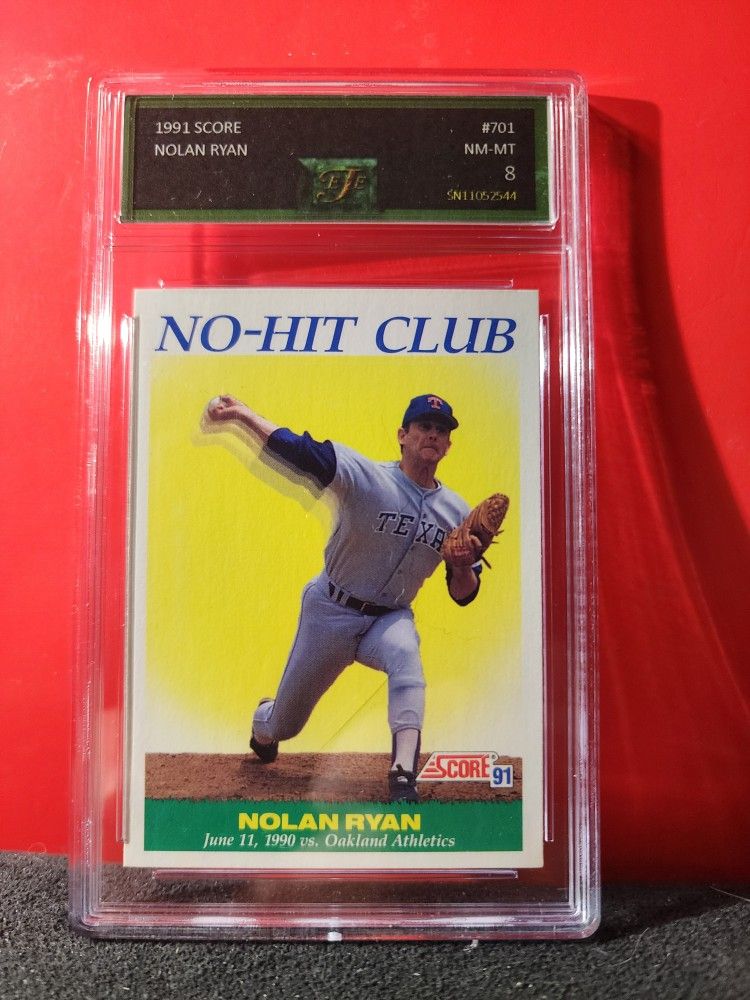 1991 SCORE #701
NOLAN RYAN NM-MT
8
SN11052544
NO-HIT CLUB
T
TEXA
SCORE® 91
NOLAN RYAN
June 11, 1990 vs. Oakland Athletics